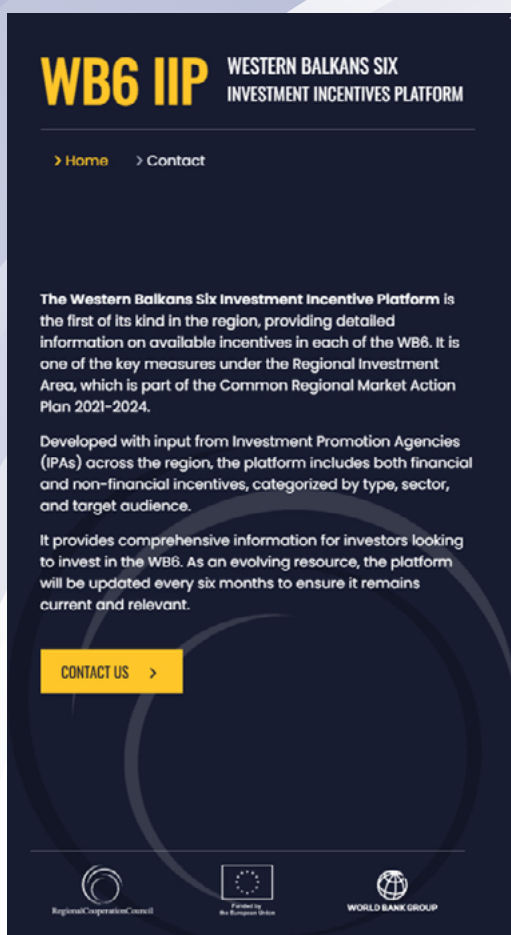 WB6 IIP
WESTERN BALKANS SIX
INVESTMENT INCENTIVES PLATFORM
> Home > Contact
The Western Balkans Six Investment Incentive Platform is
the first of its kind in the region, providing detailed
information on available incentives in each of the WB6. It is
one of the key measures under the Regional Investment
Area, which is part of the Common Regional Market Action
Plan 2021-2024.
Developed with input from Investment Promotion Agencies
(IPAs) across the region, the platform includes both financial
and non-financial incentives, categorized by type, sector,
and target audience.
It provides comprehensive information for investors looking
to invest in the WB6. As an evolving resource, the platform
will be updated every six months to ensure it remains
current and relevant.
CONTACT US >
RegionalCooperationCouncil
Funded by
the European Union
WORLD BANK GROUP